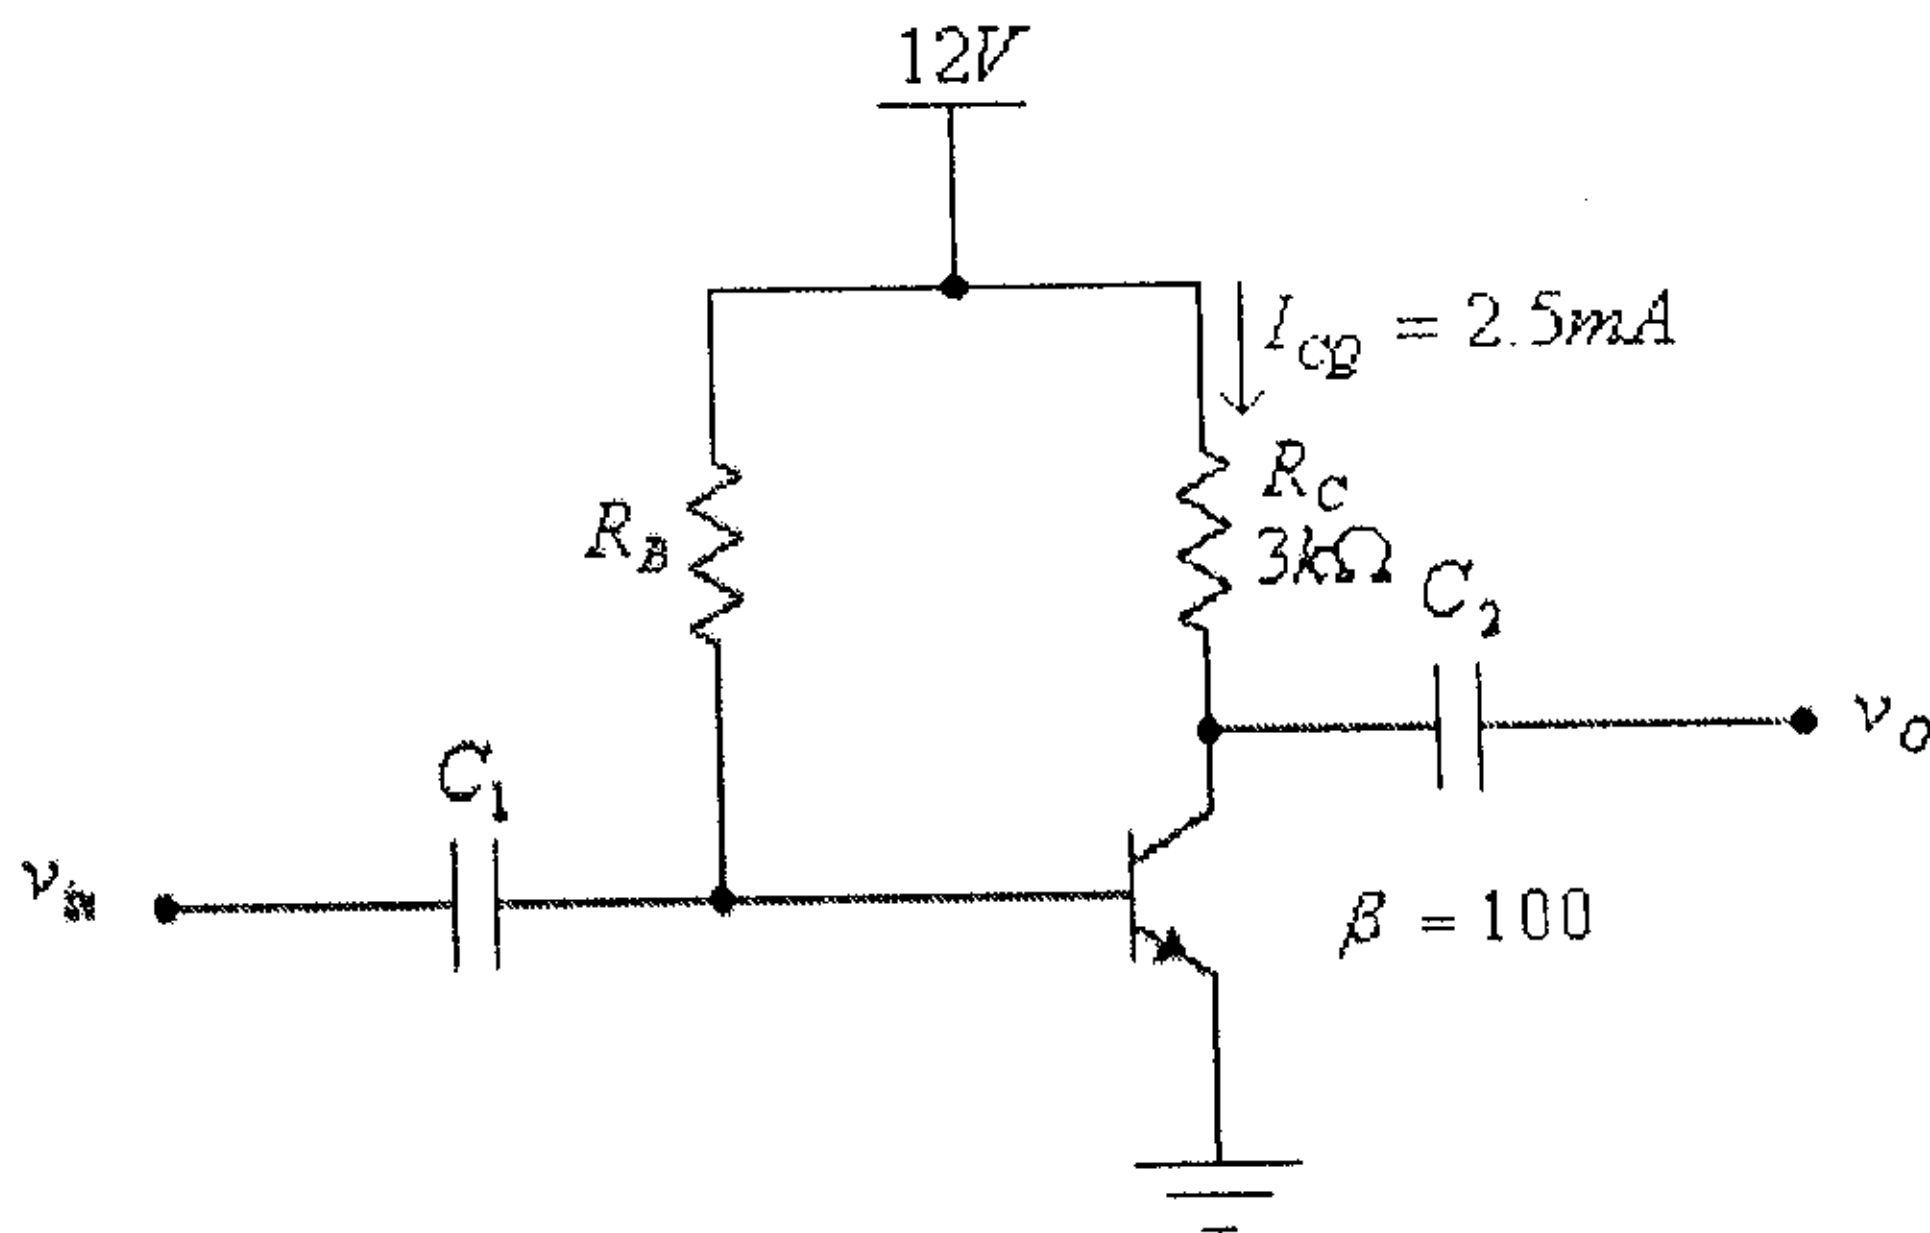 12V
I_CQ = 2.5mA
R_B
R_C
3kΩ
C_2
v_O
C_1
v_in
β = 100